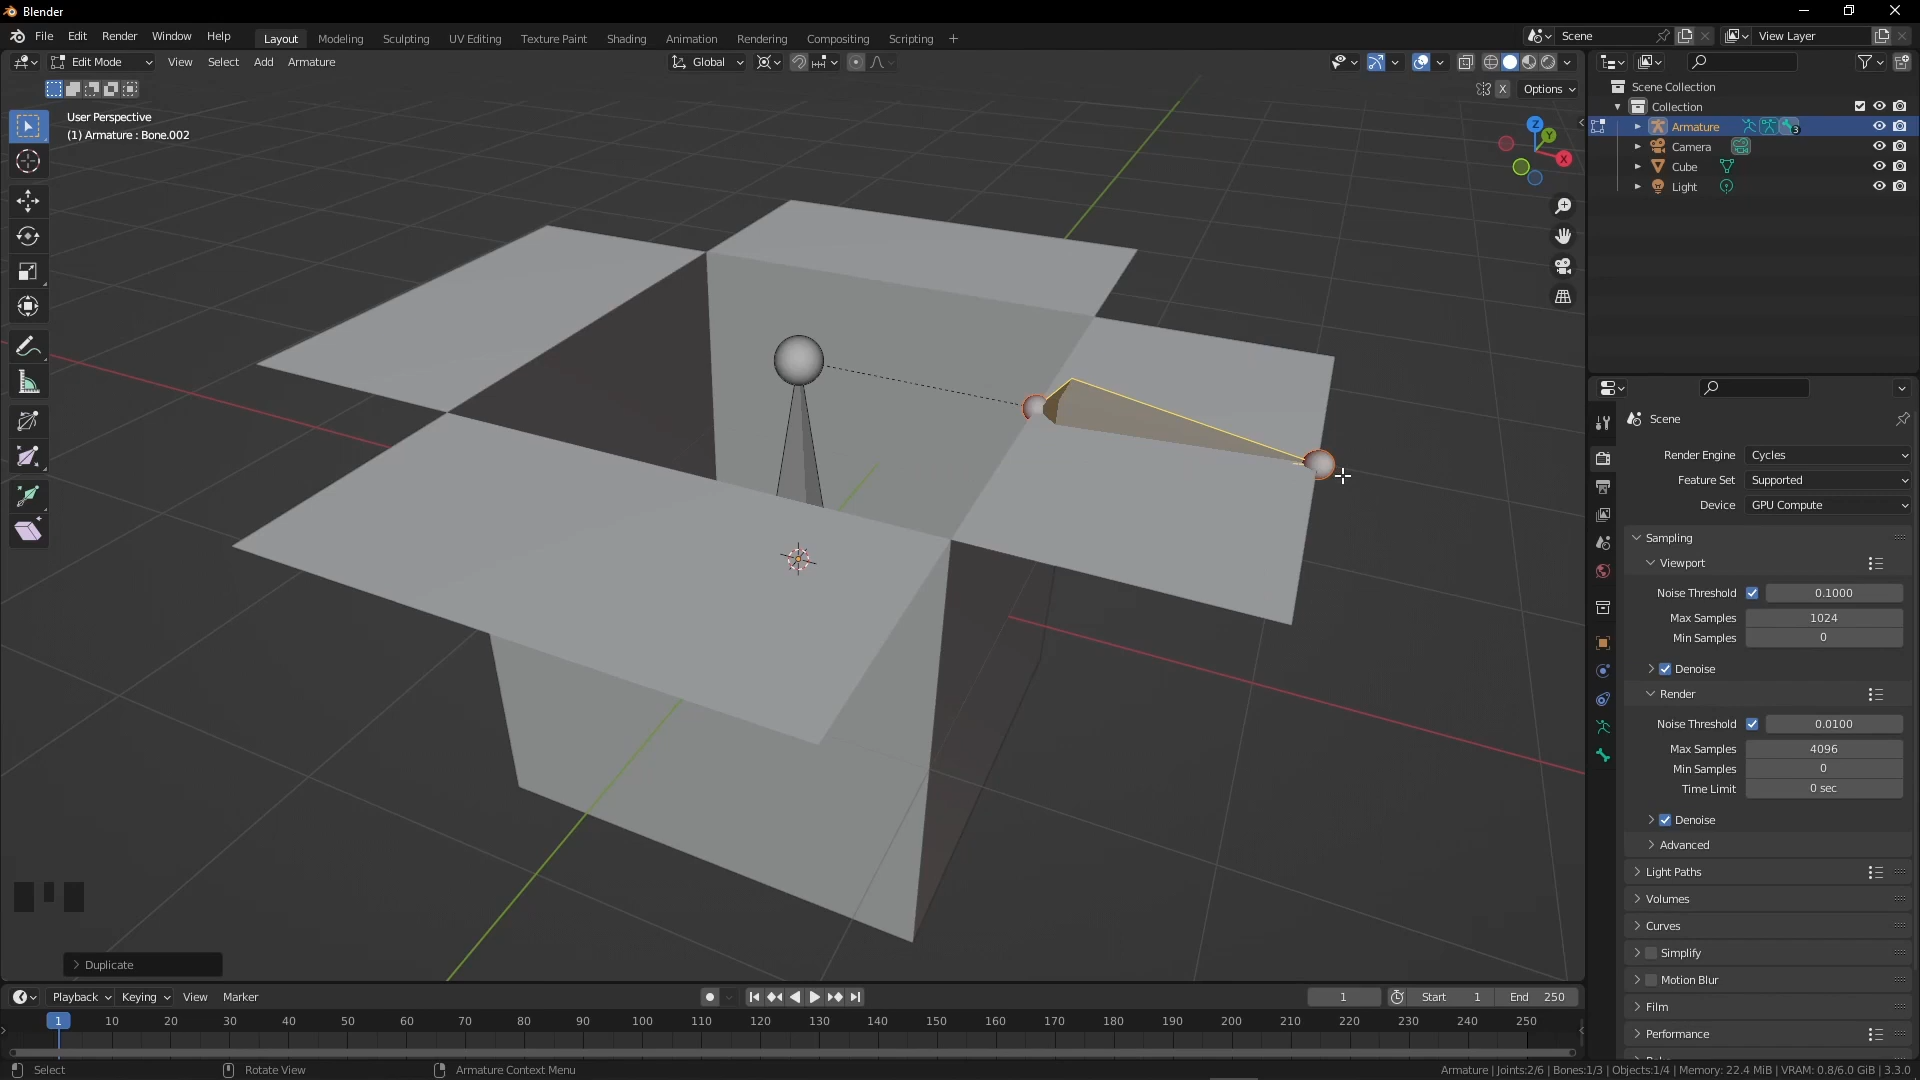 Blender
File Edit Render Window Help
Layout Modeling Sculpting UV Editing Texture Paint Shading Animation Rendering Compositing Scripting
Scene
View Layer
Edit Mode View Select Add Armature
Global
X Options
User Perspective
(1) Armature : Bone.002
Z Y X
Scene Collection
Collection
Armature 3
Camera
Cube
Light
Scene
Render Engine Cycles
Feature Set Supported
Device GPU Compute
Sampling
Viewport
Noise Threshold 0.1000
Max Samples 1024
Min Samples 0
Denoise
Render
Noise Threshold 0.0100
Max Samples 4096
Min Samples 0
Time Limit 0 sec
Denoise
Advanced
Light Paths
Volumes
Curves
Simplify
Motion Blur
Film
Performance
Duplicate
Playback Keying View Marker
1 Start 1 End 250
1 10 20 30 40 50 60 70 80 90 100 110 120 130 140 150 160 170 180 190 200 210 220 230 240 250
Select Rotate View Armature Context Menu
Armature | Joints:2/6 | Bones:1/3 | Objects:1/4 | Memory: 22.4 MiB | VRAM: 0.8/6.0 GiB | 3.3.0